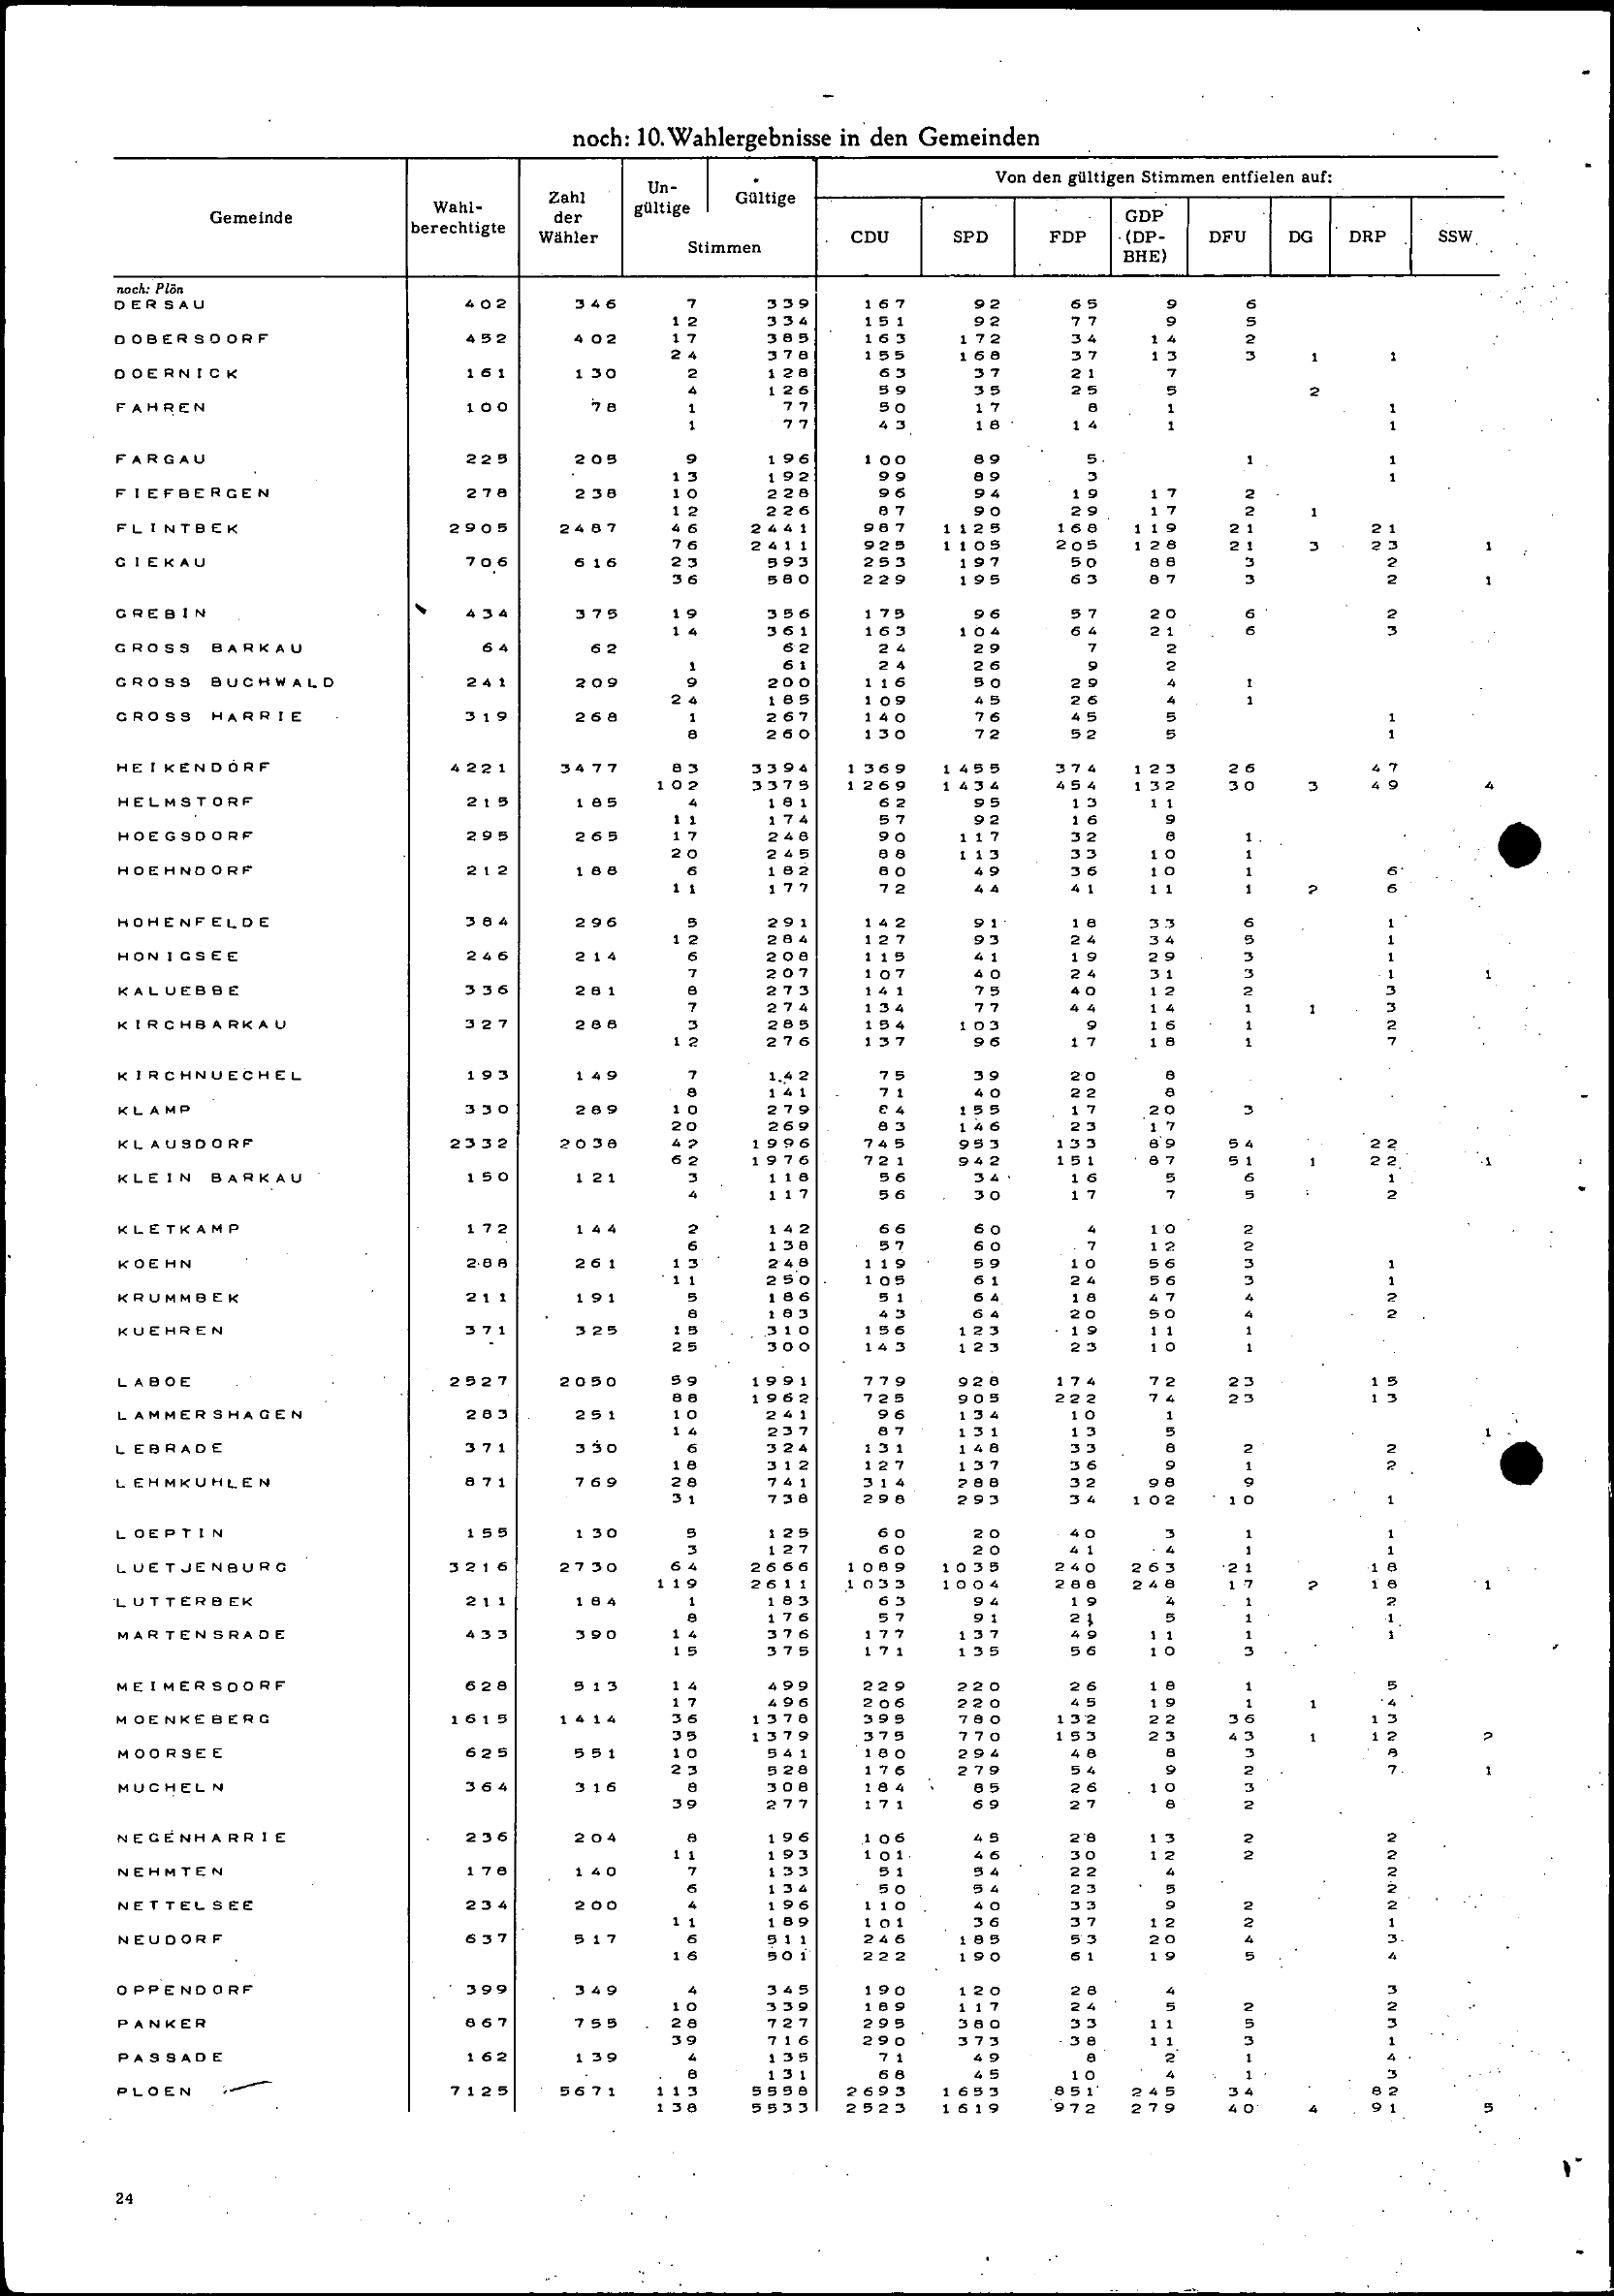 noch: 10. Wahlergebnisse in den Gemeinden
Gemeinde Wahl-berechtigte Zahl der Wähler Un-gültige Gültige Stimmen Von den gültigen Stimmen entfielen auf:
CDU SPD FDP GDP (DP-BHE) DFU DG DRP SSW
noch: Plön
DERSAU 402 346 7 339 167 92 65 9 6
12 334 151 92 77 9 5
DOBERSDORF 452 402 17 385 163 172 34 14 2
24 378 155 168 37 13 3 1 1
DOERNICK 161 130 2 128 63 37 21 7
4 126 59 35 25 5 2
FAHREN 100 78 1 77 50 17 8 1 1
1 77 43 18 14 1 1
FARGAU 225 205 9 196 100 89 5 1 1
13 192 99 89 3 1
FIEFBERGEN 278 238 10 228 96 94 19 17 2
12 226 87 90 29 17 2 1
FLINTBEK 2905 2487 46 2441 987 1125 168 119 21 21
76 2411 925 1105 205 128 21 3 23 1
GIEKAU 706 616 23 593 253 197 50 88 3 2
36 580 229 195 63 87 3 2 1
GREBIN 434 375 19 356 175 96 57 20 6 2
14 361 163 104 64 21 6 3
GROSS BARKAU 64 62 62 24 29 7 2
1 61 24 26 9 2
GROSS BUCHWALD 241 209 9 200 116 50 29 4 1
24 185 109 45 26 4 1
GROSS HARRIE 319 268 1 267 140 76 45 5 1
8 260 130 72 52 5 1
HEIKENDORF 4221 3477 83 3394 1369 1455 374 123 26 47
102 3375 1269 1434 454 132 30 3 49 4
HELMSTORF 215 185 4 181 62 95 13 11
11 174 57 92 16 9
HOEGSDORF 295 265 17 248 90 117 32 8 1
20 245 88 113 33 10 1
HOEHNDORF 212 188 6 182 80 49 36 10 1 6
11 177 72 44 41 11 1 2 6
HOHENFELDE 384 296 5 291 142 91 18 33 6 1
12 284 127 93 24 34 5 1
HONIGSEE 246 214 6 208 115 41 19 29 3 1
7 207 107 40 24 31 3 1 1
KALUEBBE 336 281 8 273 141 75 40 12 2 3
7 274 134 77 44 14 1 1 3
KIRCHBARKAU 327 288 3 285 154 103 9 16 1 2
12 276 137 96 17 18 1 7
KIRCHNUECHEL 193 149 7 142 75 39 20 8
8 141 71 40 22 8
KLAMP 330 289 10 279 84 155 17 20 3
20 269 83 146 23 17
KLAUSDORF 2332 2038 42 1996 745 953 133 89 54 22
62 1976 721 942 151 87 51 1 22 1
KLEIN BARKAU 150 121 3 118 56 34 16 5 6 1
4 117 56 30 17 7 5 2
KLETKAMP 172 144 2 142 66 60 4 10 2
6 138 57 60 7 12 2
KOEHN 288 261 13 248 119 59 10 56 3 1
11 250 105 61 24 56 3 1
KRUMMBEK 211 191 5 186 51 64 18 47 4 2
8 183 43 64 20 50 4 2
KUEHREN 371 325 15 310 156 123 19 11 1
25 300 143 123 23 10 1
LABOE 2527 2050 59 1991 779 928 174 72 23 15
88 1962 725 905 222 74 23 13
LAMMERSHAGEN 283 251 10 241 96 134 10 1
14 237 87 131 13 5 1
LEBRADE 371 330 6 324 131 148 33 8 2 2
18 312 127 137 36 9 1 2
LEHMKUHLEN 871 769 28 741 314 288 32 98 9
31 738 298 293 34 102 10 1
LOEPTIN 155 130 5 125 60 20 40 3 1 1
3 127 60 20 41 4 1 1
LUETJENBURG 3216 2730 64 2666 1089 1035 240 263 21 18
119 2611 1033 1004 288 248 17 2 18 1
LUTTERBEK 211 184 1 183 63 94 19 4 1 2
8 176 57 91 21 5 1 1
MARTENSRADE 433 390 14 376 177 137 49 11 1 1
15 375 171 135 56 10 3
MEIMERSDORF 628 513 14 499 229 220 26 18 1 5
17 496 206 220 45 19 1 1 4
MOENKEBERG 1615 1414 36 1378 395 780 132 22 36 13
35 1379 375 770 153 23 43 1 12 2
MOORSEE 625 551 10 541 180 294 48 8 3 8
23 528 176 279 54 9 2 7 1
MUCHELN 364 316 8 308 184 85 26 10 3
39 277 171 69 27 8 2
NEGENHARRIE 236 204 8 196 106 45 28 13 2 2
11 193 101 46 30 12 2 2
NEHMTEN 178 140 7 133 51 54 22 4 2
6 134 50 54 23 5 2
NETTELSEE 234 200 4 196 110 40 33 9 2 2
11 189 101 36 37 12 2 1
NEUDORF 637 517 6 511 246 185 53 20 4 3
16 501 222 190 61 19 5 4
OPPENDORF 399 349 4 345 190 120 28 4 3
10 339 189 117 24 5 2 2
PANKER 867 755 28 727 295 380 33 11 5 3
39 716 290 373 38 11 3 1
PASSADE 162 139 4 135 71 49 8 2 1 4
8 131 68 45 10 4 1 3
PLOEN 7125 5671 113 5558 2693 1653 851 245 34 82
138 5533 2523 1619 972 279 40 4 91 5
24